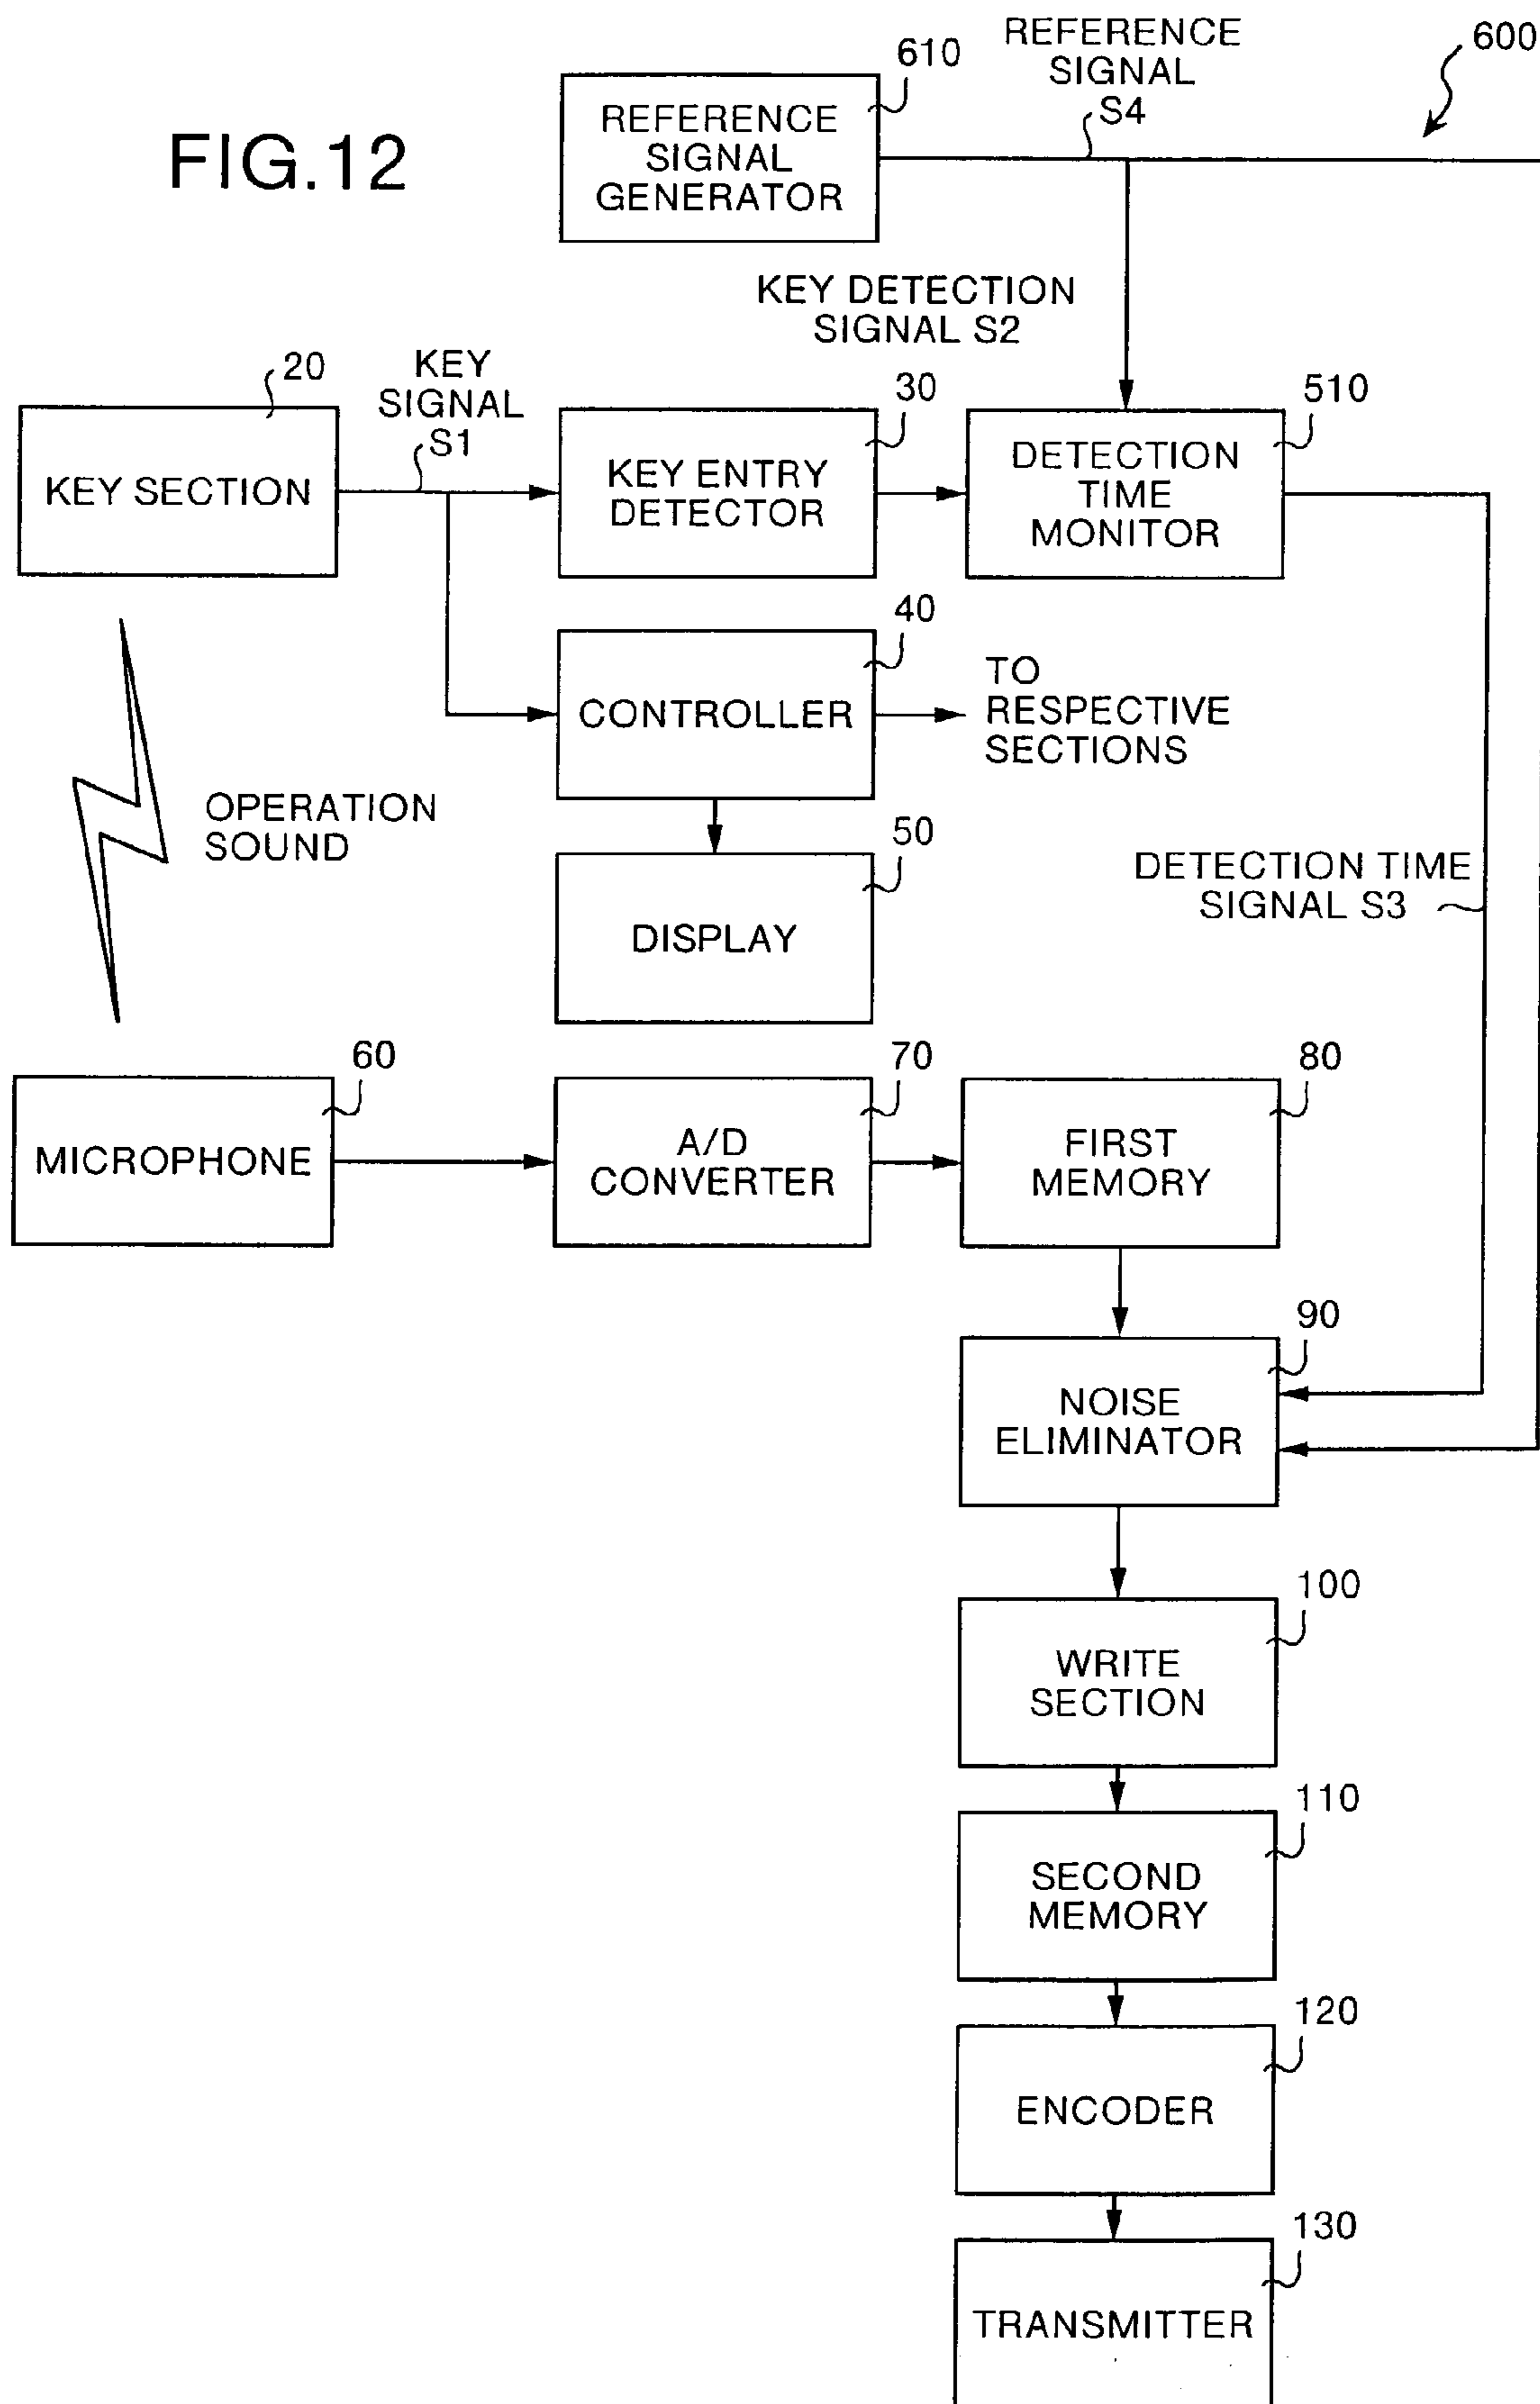 FIG.12
610
REFERENCE
SIGNAL
S4
600
REFERENCE
SIGNAL
GENERATOR
KEY DETECTION
SIGNAL S2
20
KEY
SIGNAL
S1
30
510
KEY SECTION
KEY ENTRY
DETECTOR
DETECTION
TIME
MONITOR
40
CONTROLLER
TO
RESPECTIVE
SECTIONS
OPERATION
SOUND
50
DISPLAY
DETECTION TIME
SIGNAL S3
60
70
80
MICROPHONE
A/D
CONVERTER
FIRST
MEMORY
90
NOISE
ELIMINATOR
100
WRITE
SECTION
110
SECOND
MEMORY
120
ENCODER
130
TRANSMITTER